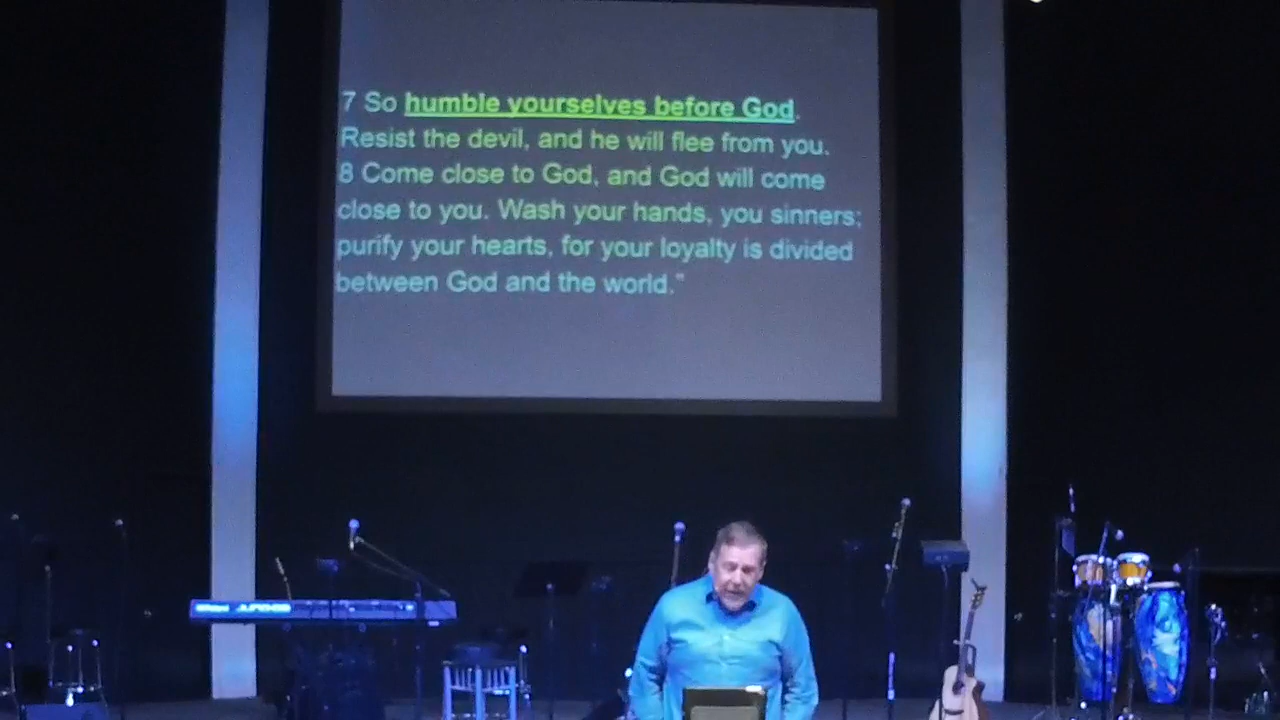 7 So humble yourselves before God.
Resist the devil, and he will flee from you.
8 Come close to God, and God will come
close to you. Wash your hands, you sinners;
purify your hearts, for your loyalty is divided
between God and the world."